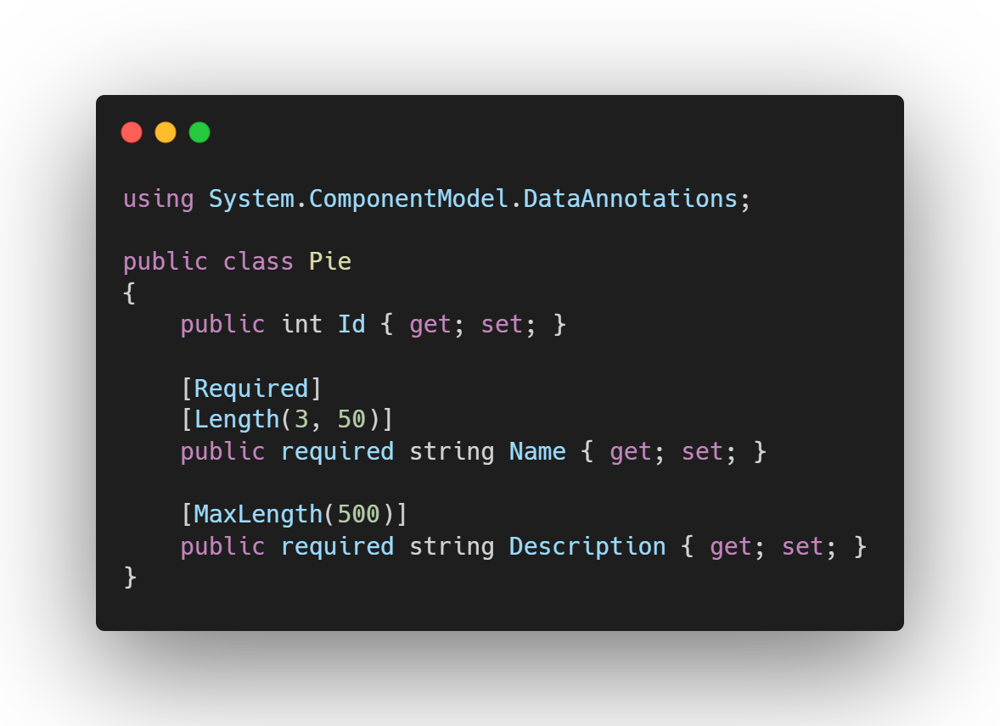 using System.ComponentModel.DataAnnotations;
public class Pie
{
    public int Id { get; set; }
    [Required]
    [Length(3, 50)]
    public required string Name { get; set; }
    [MaxLength(500)]
    public required string Description { get; set; }
}